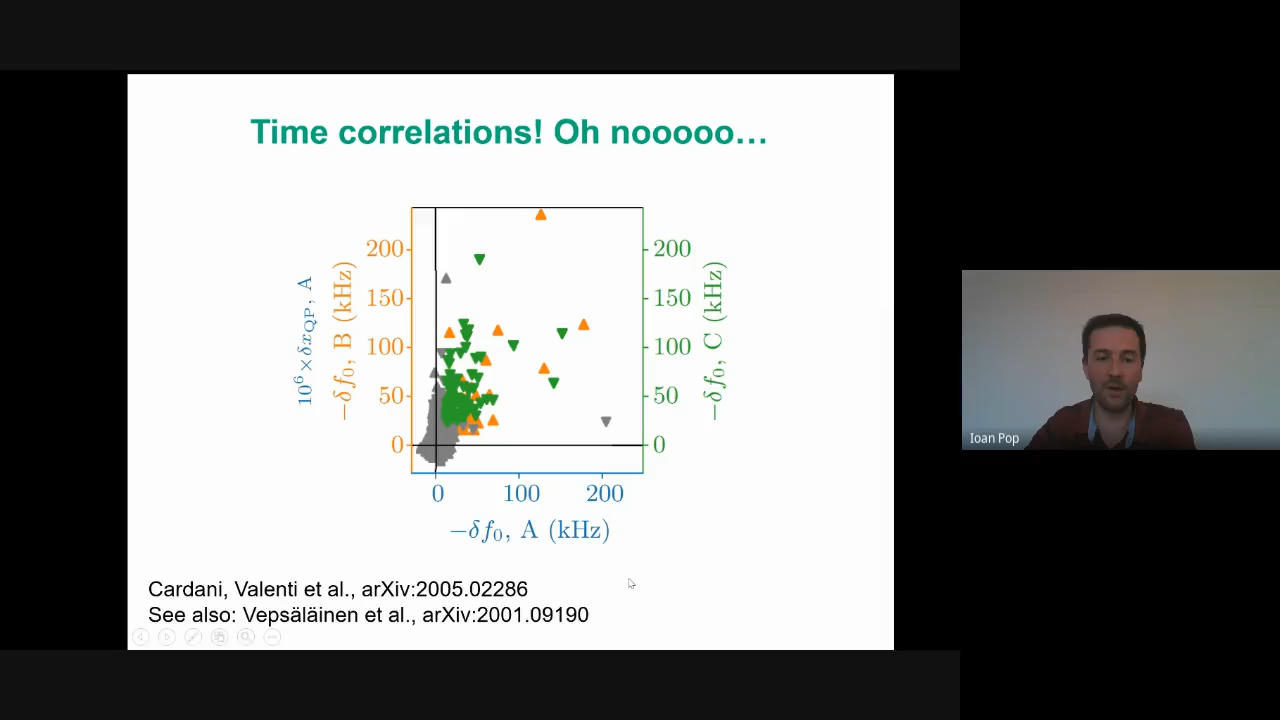 Time correlations! Oh nooooo…
10⁶×δx_QP, A
−δf₀, B (kHz)
200
150
100
50
0
200
150
100
50
0
−δf₀, C (kHz)
0 100 200
−δf₀, A (kHz)
Cardani, Valenti et al., arXiv:2005.02286
See also: Vepsäläinen et al., arXiv:2001.09190
Ioan Pop